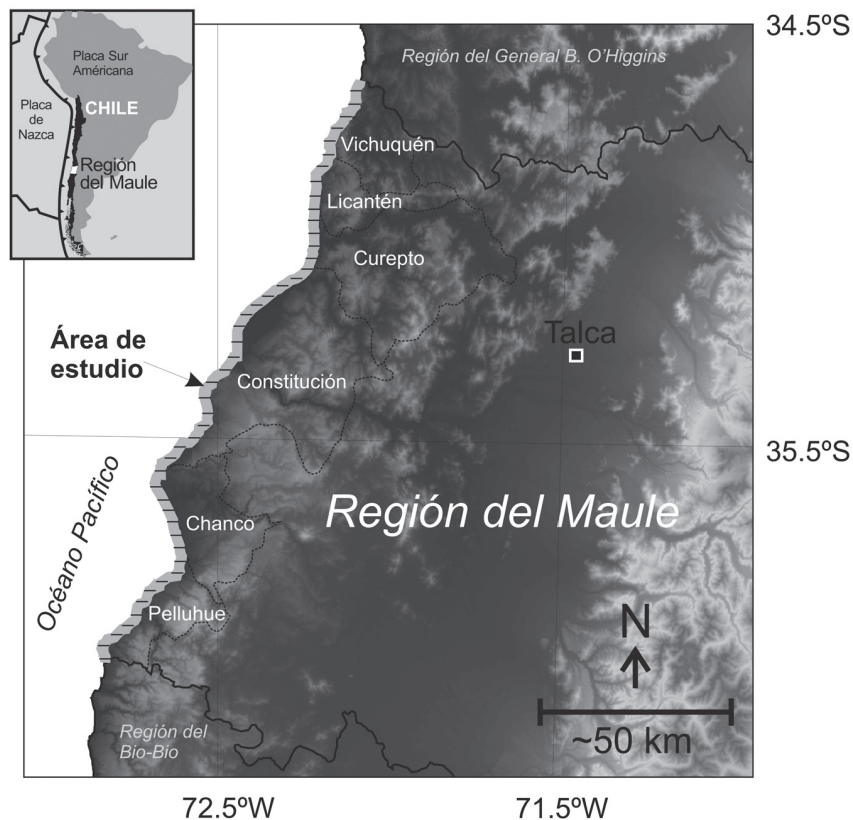 34.5ºS
Placa Sur
Américana
Placa
de
Nazca
CHILE
Región
del Maule
Región del General B. O'Higgins
Vichuquén
Licantén
Curepto
Talca
Área de
estudio
Constitución
35.5ºS
Océano Pacífico
Chanco
Región del Maule
Pelluhue
N
~50 km
Región del
Bio-Bio
72.5ºW
71.5ºW